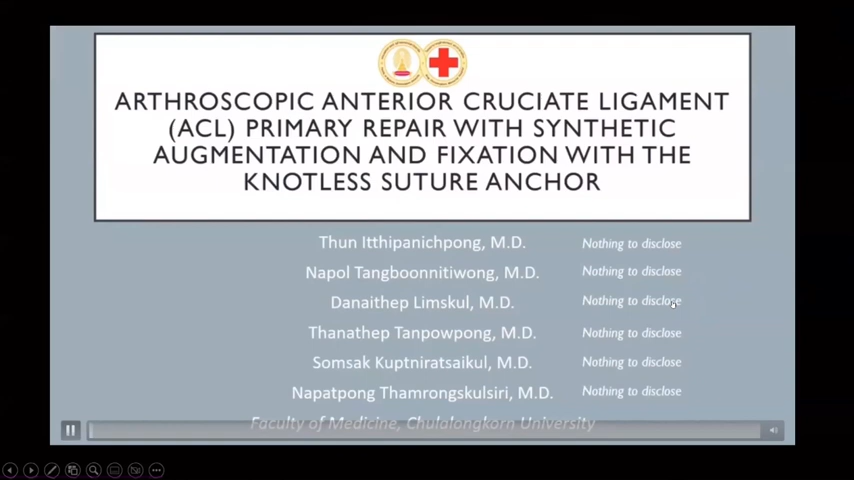 ARTHROSCOPIC ANTERIOR CRUCIATE LIGAMENT
(ACL) PRIMARY REPAIR WITH SYNTHETIC
AUGMENTATION AND FIXATION WITH THE
KNOTLESS SUTURE ANCHOR
Thun Itthipanichpong, M.D. Nothing to disclose
Napol Tangboonnitiwong, M.D. Nothing to disclose
Danaithep Limskul, M.D. Nothing to disclose
Thanathep Tanpowpong, M.D. Nothing to disclose
Somsak Kuptniratsaikul, M.D. Nothing to disclose
Napatpong Thamrongskulsiri, M.D. Nothing to disclose
Faculty of Medicine, Chulalongkorn University